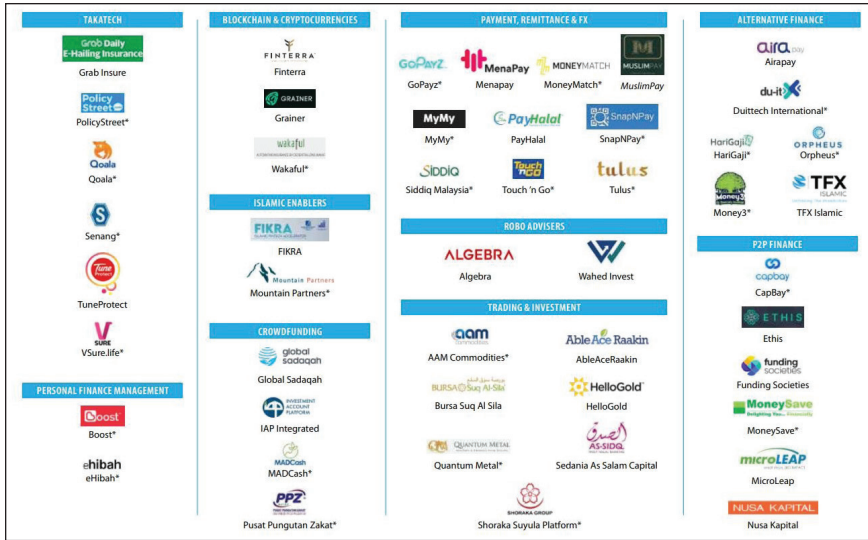 TAKATECH
Grab Daily
E-Hailing Insurance
Grab Insure
Policy
Street
PolicyStreet*
Qoala
Qoala*
S
Senang*
Tune
Protect
TuneProtect
V
SURE
VSure.life*
PERSONAL FINANCE MANAGEMENT
Boost
Boost*
ehibah
eHibah*
BLOCKCHAIN & CRYPTOCURRENCIES
FINTERRA
Finterra
GRAINER
Grainer
wakaful
Wakaful*
ISLAMIC ENABLERS
FIKRA
FIKRA
Mountain Partners
Mountain Partners*
CROWDFUNDING
global
sadaqah
Global Sadaqah
INVESTMENT
ACCOUNT
PLATFORM
IAP Integrated
MADCash
MADCash*
PPZ
Pusat Pungutan Zakat*
PAYMENT, REMITTANCE & FX
GOPAYZ
GoPayz*
MenaPay
Menapay
MONEYMATCH
MoneyMatch*
M
MUSLIMPAY
MuslimPay
MyMy
MyMy*
PayHalal
PayHalal
SnapNPay
SnapNPay*
SIDDIQ
Siddiq Malaysia*
Touch
'n GO
Touch 'n Go*
tulus
Tulus*
ROBO ADVISERS
ALGEBRA
Algebra
Wahed Invest
TRADING & INVESTMENT
aam
commodities
AAM Commodities*
AbleAce Raakin
AbleAceRaakin
BURSA Suq Al-Sila'
Bursa Suq Al Sila
HelloGold
HelloGold
QUANTUM METAL
Quantum Metal*
الصدق
AS-SIDQ
Sedania As Salam Capital
SHORAKA GROUP
Shoraka Suyula Platform*
ALTERNATIVE FINANCE
aira pay
Airapay
du-it
Duittech International*
HariGaji
HariGaji*
ORPHEUS
Orpheus*
Money3
Money3*
TFX
ISLAMIC
TFX Islamic
P2P FINANCE
capbay
CapBay*
ETHIS
Ethis
funding
societies
Funding Societies
MoneySave
MoneySave*
microLEAP
MicroLeap
NUSA KAPITAL
Nusa Kapital